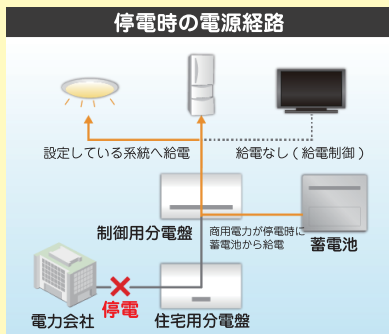 停電時の電源経路
設定している系統へ給電
給電なし(給電制御)
制御用分電盤
商用電力が停電時に
蓄電池から給電
蓄電池
停電
電力会社
住宅用分電盤